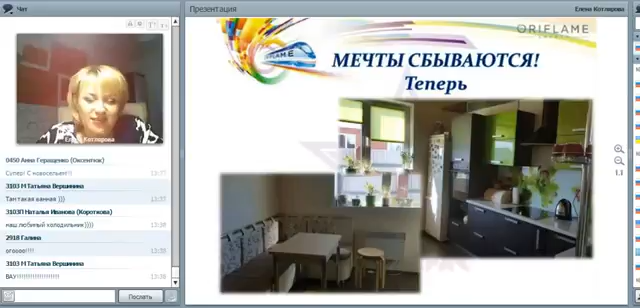 Чат
Елена Котлярова
0450 Анна Геращенко (Оксентюк)
Супер! С новосельем!!!
13:37
3103 М Татьяна Вершинина
Там такая ванная )))
13:37
3103П Наталья Иванова (Короткова)
наш любимый холодильник))))
13:38
2918 Галина
огоооо!!!!!
13:38
3103 М Татьяна Вершинина
ВАУ!!!!!!!!!!!!!!!!!!!!
13:38
Послать
Презентация
Елена Котлярова
ORIFLAME
МЕЧТЫ СБЫВАЮТСЯ!
Теперь
1:1